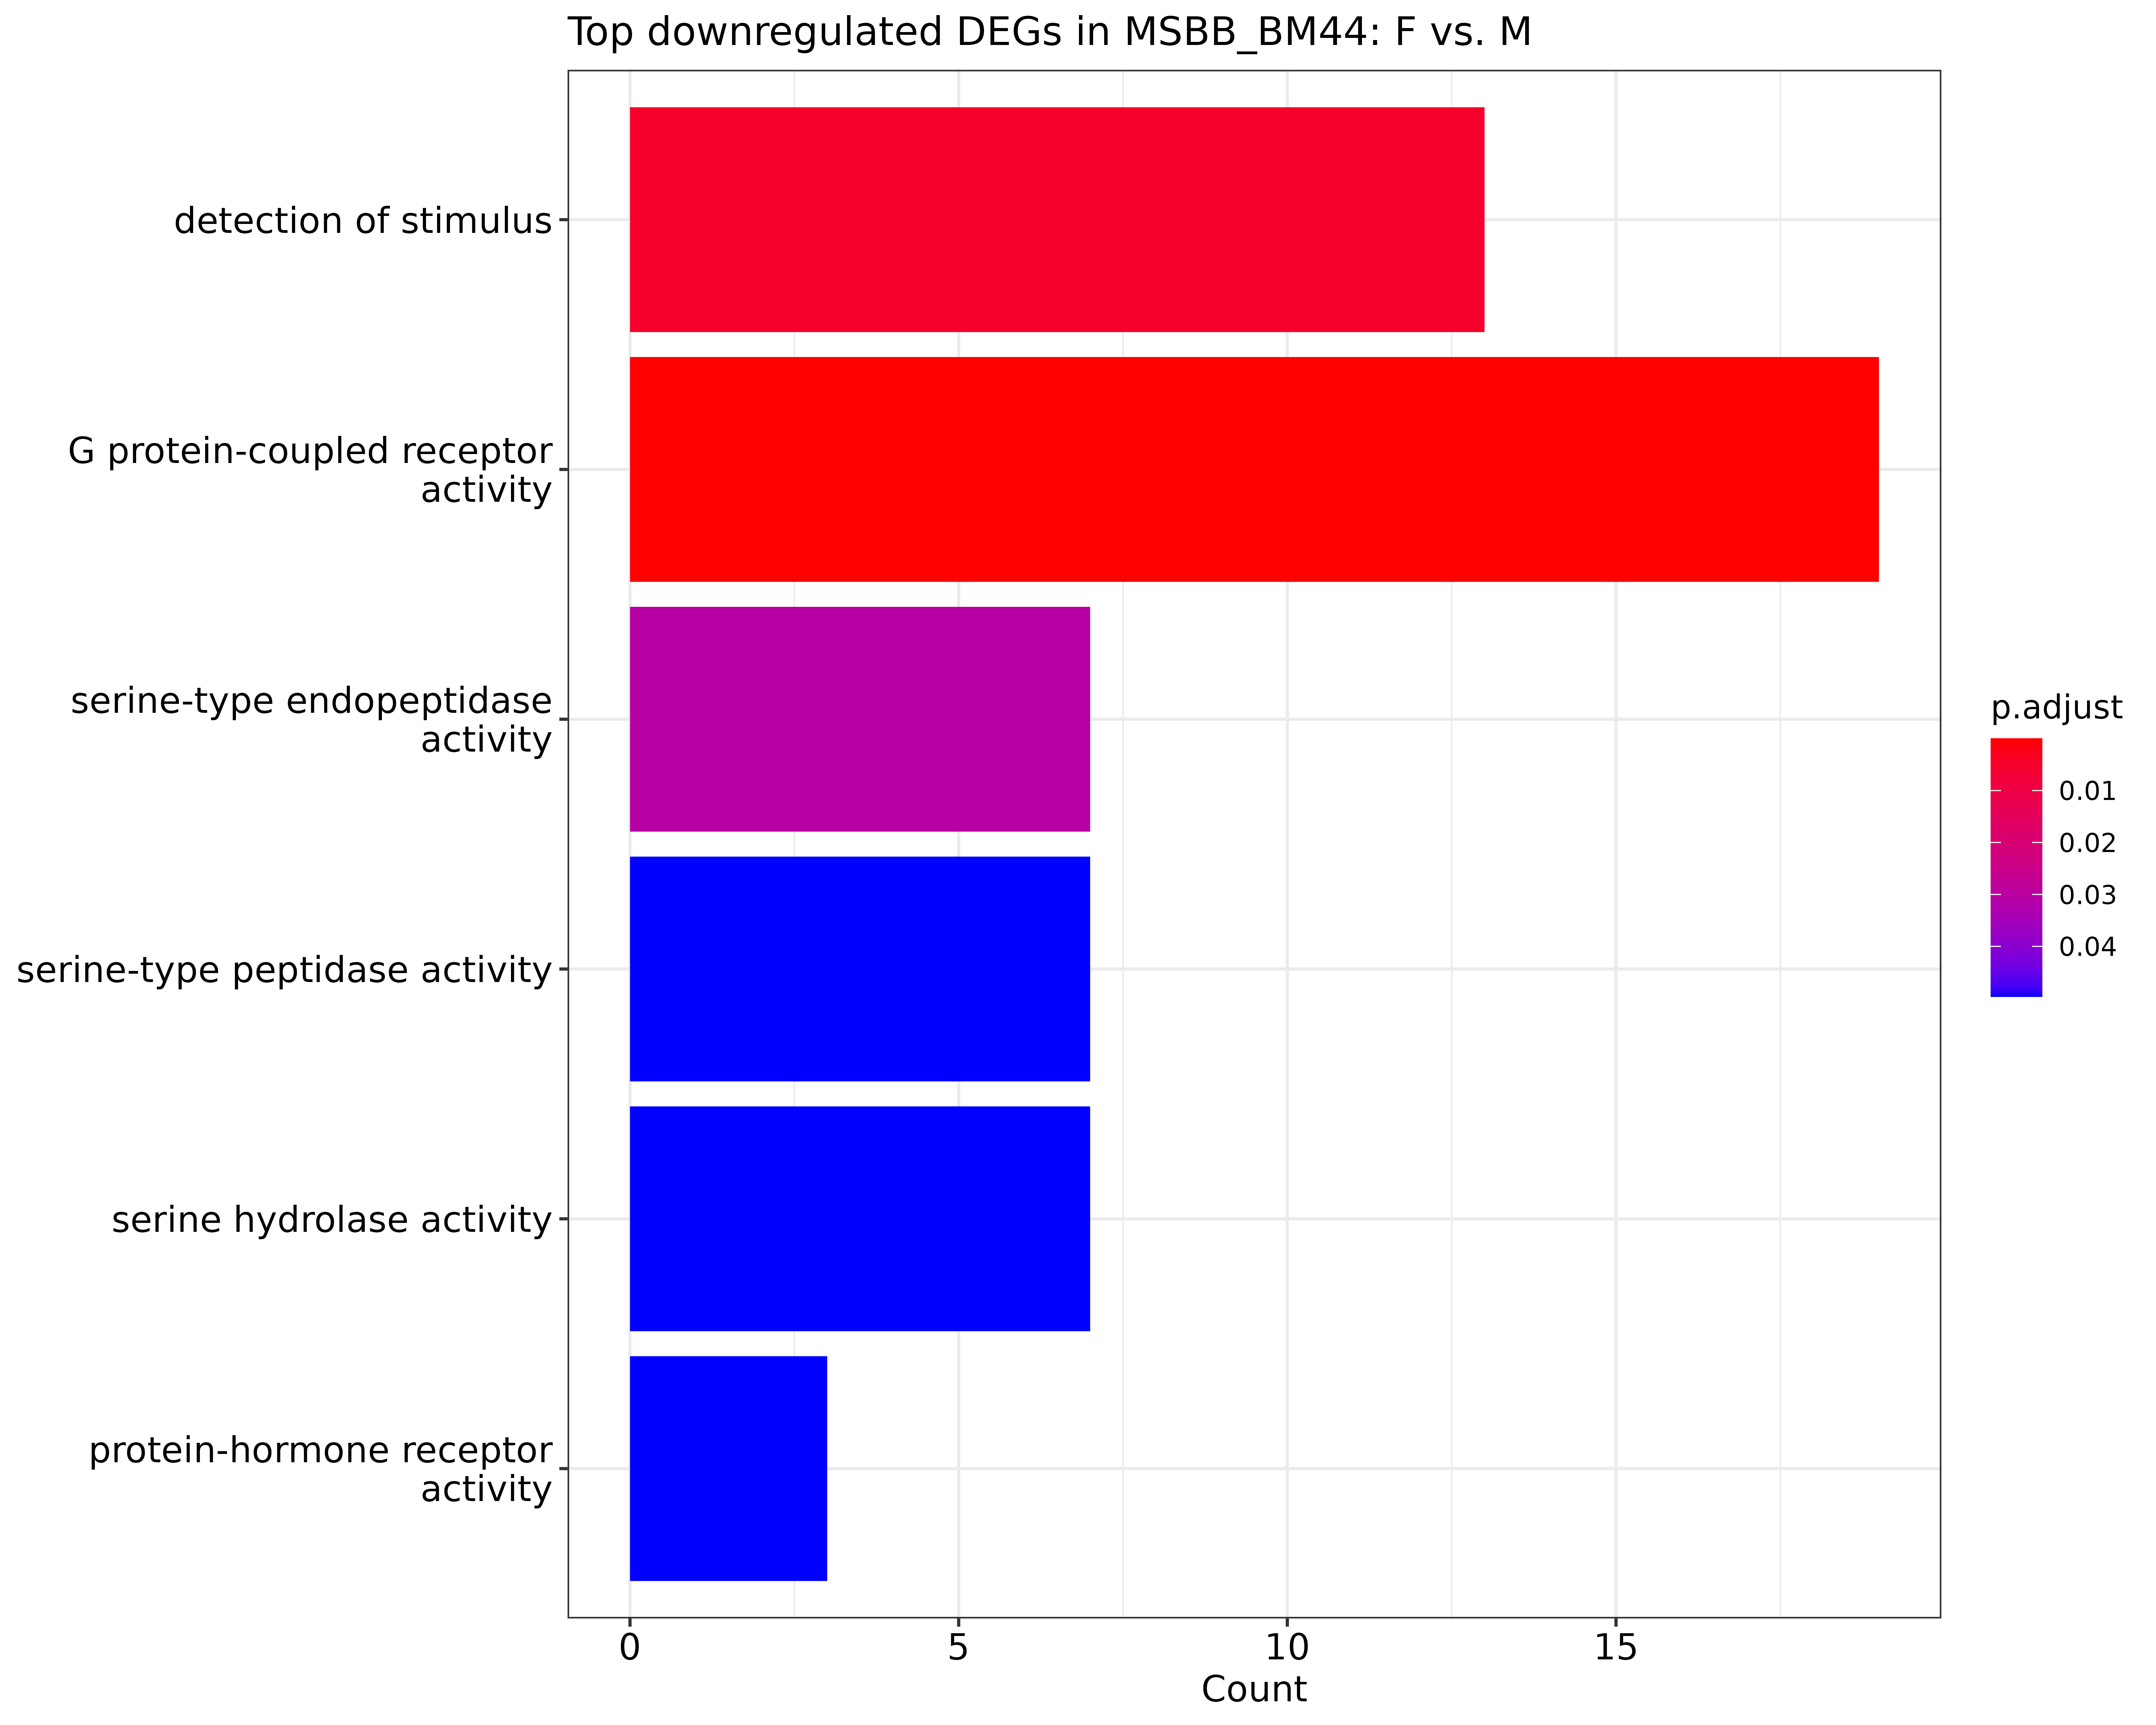 Top downregulated DEGs in MSBB_BM44: F vs. M
detection of stimulus
G protein-coupled receptor
activity
serine-type endopeptidase
activity
serine-type peptidase activity
serine hydrolase activity
protein-hormone receptor
activity
0
5
10
15
Count
p.adjust
0.01
0.02
0.03
0.04